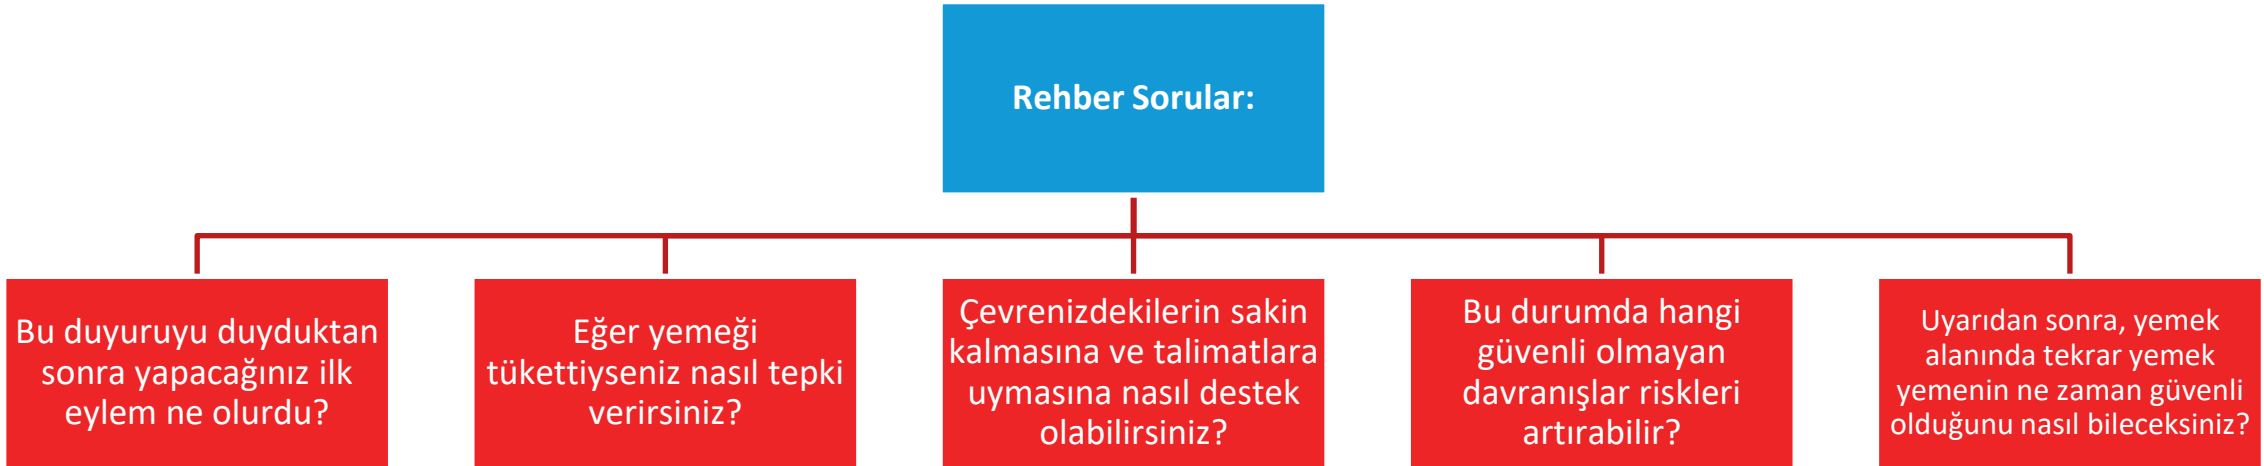 Rehber Sorular:
Bu duyuruyu duyduktan
sonra yapacağınız ilk
eylem ne olurdu?
Eğer yemeği
tükettiyseniz nasıl tepki
verirsiniz?
Çevrenizdekilerin sakin
kalmasına ve talimatlara
uymasına nasıl destek
olabilirsiniz?
Bu durumda hangi
güvenli olmayan
davranışlar riskleri
artırabilir?
Uyarıdan sonra, yemek
alanında tekrar yemek
yemenin ne zaman güvenli
olduğunu nasıl bileceksiniz?